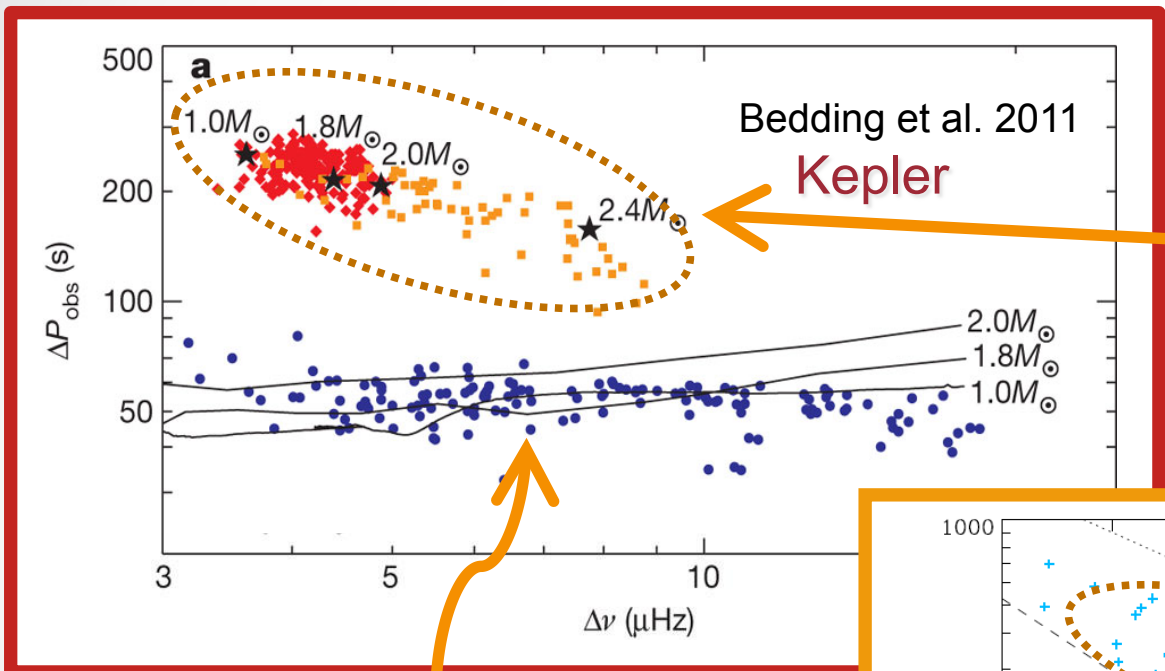 500
a
1.0M⊙
1.8M⊙
2.0M⊙
Bedding et al. 2011
Kepler
200
2.4M⊙
ΔP_obs (s)
100
2.0M⊙
1.8M⊙
1.0M⊙
50
1000
3
5
10
Δν (μHz)